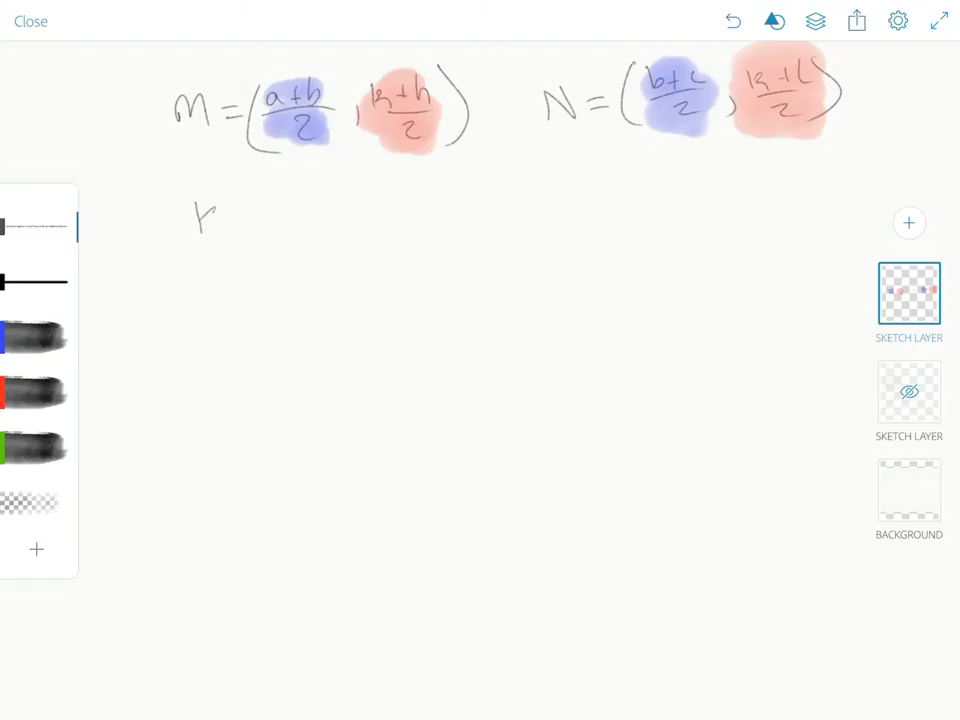 Close
M = (a+b/2, k+h/2) N = (b+c/2, k+l/2)
SKETCH LAYER
SKETCH LAYER
BACKGROUND